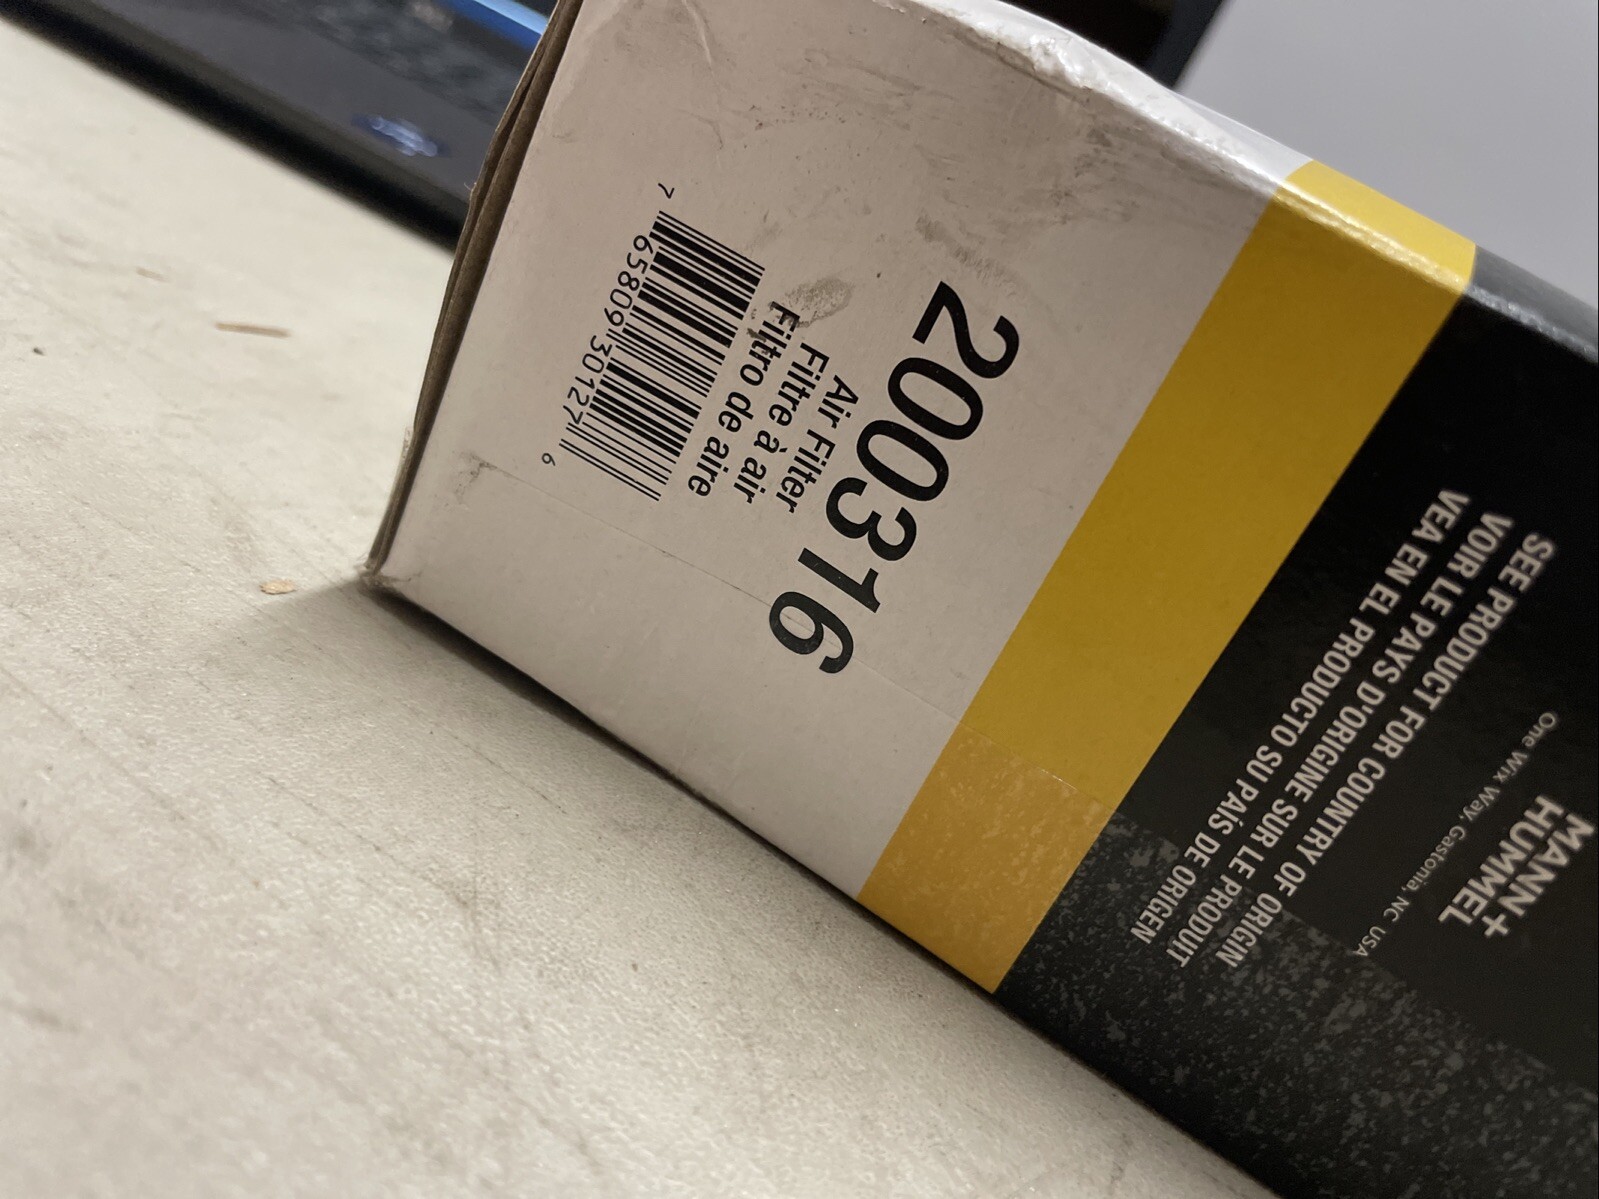 200316
Air Filter
Filtre à air
Filtro de aire
7 65809 30127 6
SEE PRODUCT FOR COUNTRY OF ORIGIN
VOIR LE PAYS D'ORIGINE SUR LE PRODUIT
VEA EN EL PRODUCTO SU PAÍS DE ORIGEN
MANN+
HUMMEL
One Wix Way, Gastonia, NC USA